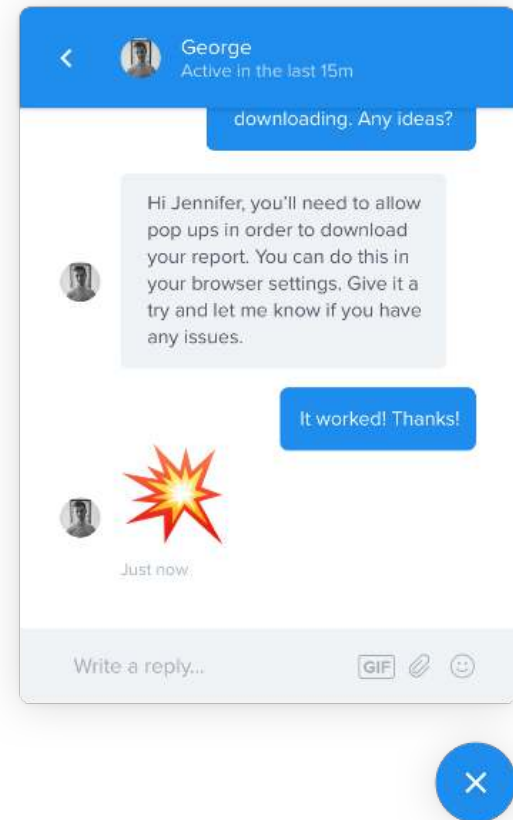 George
Active in the last 15m
downloading. Any ideas?
Hi Jennifer, you’ll need to allow
pop ups in order to download
your report. You can do this in
your browser settings. Give it a
try and let me know if you have
any issues.
It worked! Thanks!
Just now
Write a reply...
GIF